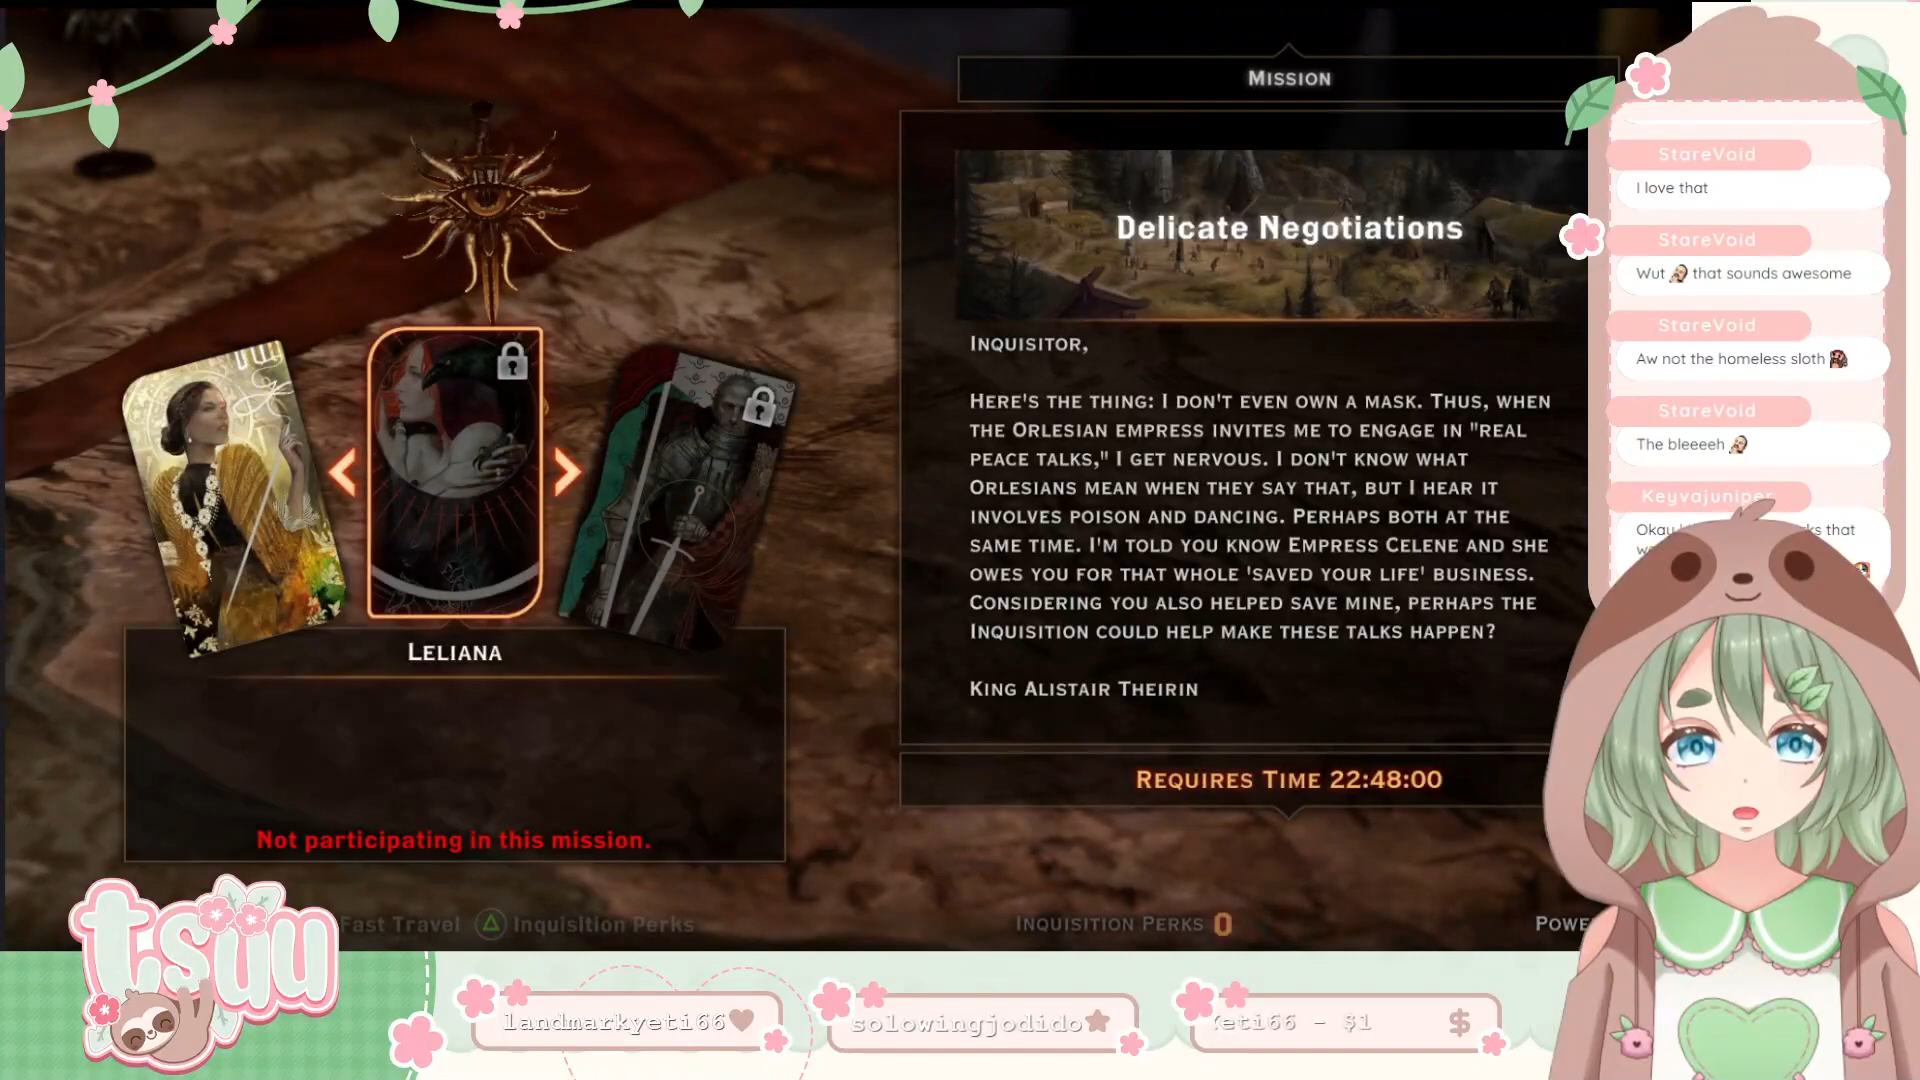 MISSION
Delicate Negotiations
INQUISITOR,
HERE'S THE THING: I DON'T EVEN OWN A MASK. THUS, WHEN
THE ORLESIAN EMPRESS INVITES ME TO ENGAGE IN "REAL
PEACE TALKS," I GET NERVOUS. I DON'T KNOW WHAT
ORLESIANS MEAN WHEN THEY SAY THAT, BUT I HEAR IT
INVOLVES POISON AND DANCING. PERHAPS BOTH AT THE
SAME TIME. I'M TOLD YOU KNOW EMPRESS CELENE AND SHE
OWES YOU FOR THAT WHOLE 'SAVED YOUR LIFE' BUSINESS.
CONSIDERING YOU ALSO HELPED SAVE MINE, PERHAPS THE
INQUISITION COULD HELP MAKE THESE TALKS HAPPEN?
KING ALISTAIR THEIRIN
REQUIRES TIME 22:48:00
LELIANA
Not participating in this mission.
Fast Travel
Inquisition Perks
INQUISITION PERKS 0
POWE
StareVoid
I love that
StareVoid
Wut that sounds awesome
StareVoid
Aw not the homeless sloth
StareVoid
The bleeeeh
Keyvajuniper
Okay that
tsuu
landmarkyeti66
solowingjodido
Yeti66 - $1
$